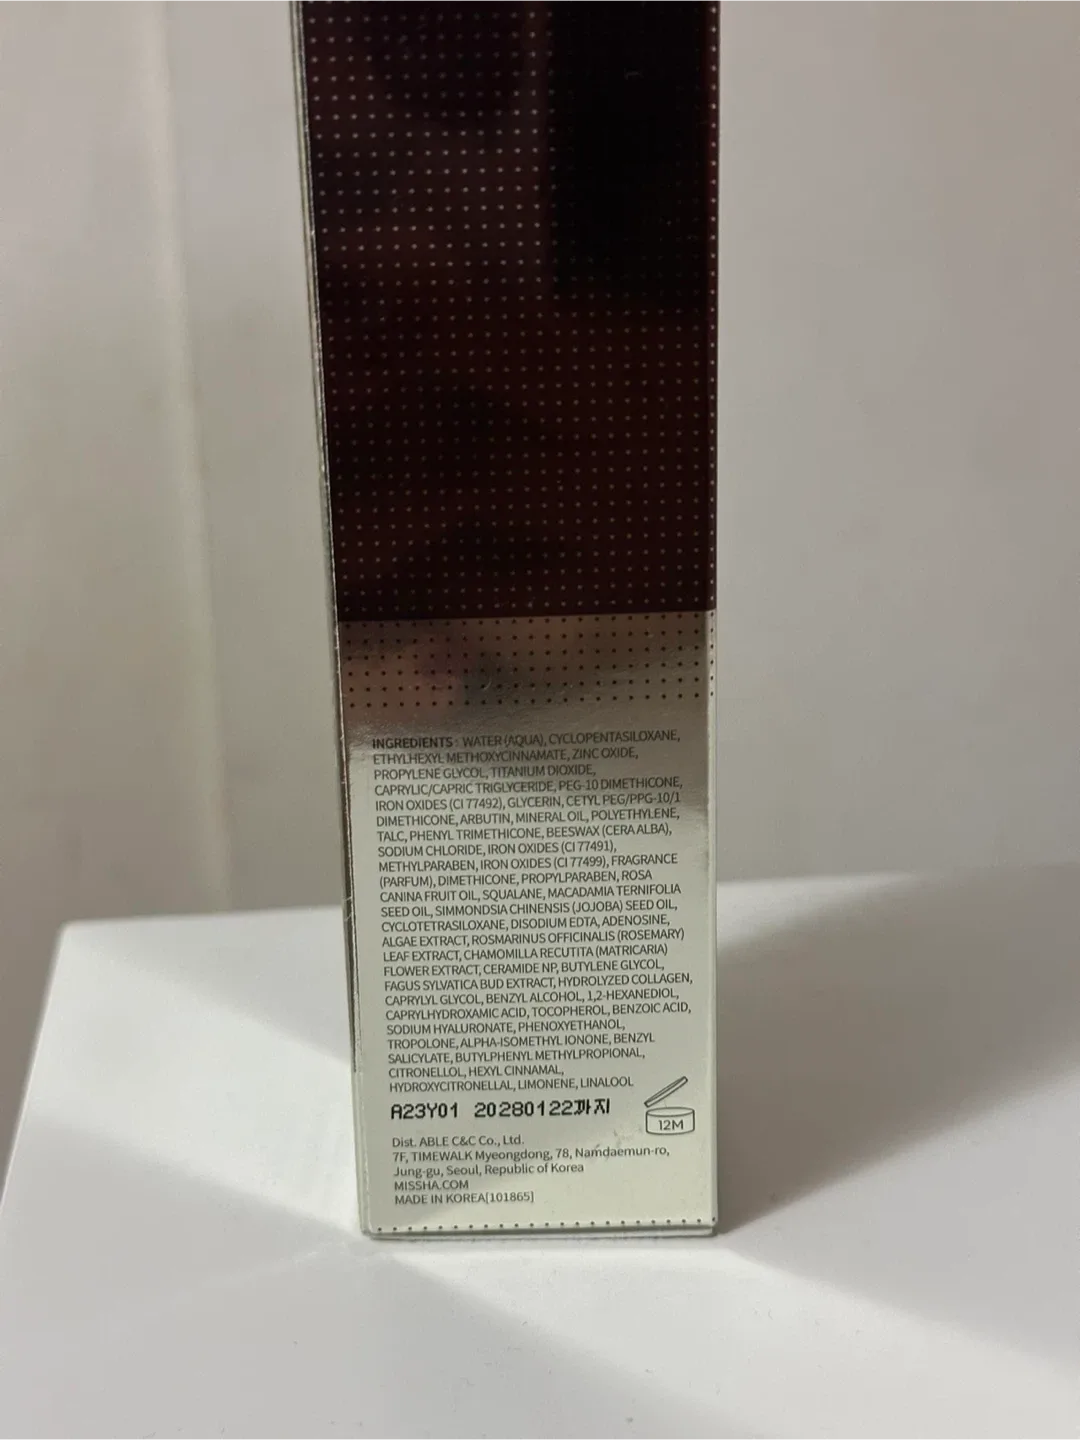 INGREDIENTS : WATER (AQUA), CYCLOPENTASILOXANE,
ETHYLHEXYL METHOXYCINNAMATE, ZINC OXIDE,
PROPYLENE GLYCOL, TITANIUM DIOXIDE,
CAPRYLIC/CAPRIC TRIGLYCERIDE, PEG-10 DIMETHICONE,
IRON OXIDES (CI 77492), GLYCERIN, CETYL PEG/PPG-10/1
DIMETHICONE, ARBUTIN, MINERAL OIL, POLYETHYLENE,
TALC, PHENYL TRIMETHICONE, BEESWAX (CERA ALBA),
SODIUM CHLORIDE, IRON OXIDES (CI 77491),
METHYLPARABEN, IRON OXIDES (CI 77499), FRAGRANCE
(PARFUM), DIMETHICONE, PROPYLPARABEN, ROSA
CANINA FRUIT OIL, SQUALANE, MACADAMIA TERNIFOLIA
SEED OIL, SIMMONDSIA CHINENSIS (JOJOBA) SEED OIL,
CYCLOTETRASILOXANE, DISODIUM EDTA, ADENOSINE,
ALGAE EXTRACT, ROSMARINUS OFFICINALIS (ROSEMARY)
LEAF EXTRACT, CHAMOMILLA RECUTITA (MATRICARIA)
FLOWER EXTRACT, CERAMIDE NP, BUTYLENE GLYCOL,
FAGUS SYLVATICA BUD EXTRACT, HYDROLYZED COLLAGEN,
CAPRYLYL GLYCOL, BENZYL ALCOHOL, 1,2-HEXANEDIOL,
CAPRYLHYDROXAMIC ACID, TOCOPHEROL, BENZOIC ACID,
SODIUM HYALURONATE, PHENOXYETHANOL,
TROPOLONE, ALPHA-ISOMETHYL IONONE, BENZYL
SALICYLATE, BUTYLPHENYL METHYLPROPIONAL,
CITRONELLOL, HEXYL CINNAMAL,
HYDROXYCITRONELLAL, LIMONENE, LINALOOL
A23Y01 20280122까지
12M
Dist. ABLE C&C Co., Ltd.
7F, TIMEWALK Myeongdong, 78, Namdaemun-ro,
Jung-gu, Seoul, Republic of Korea
MISSHA.COM
MADE IN KOREA[101865]